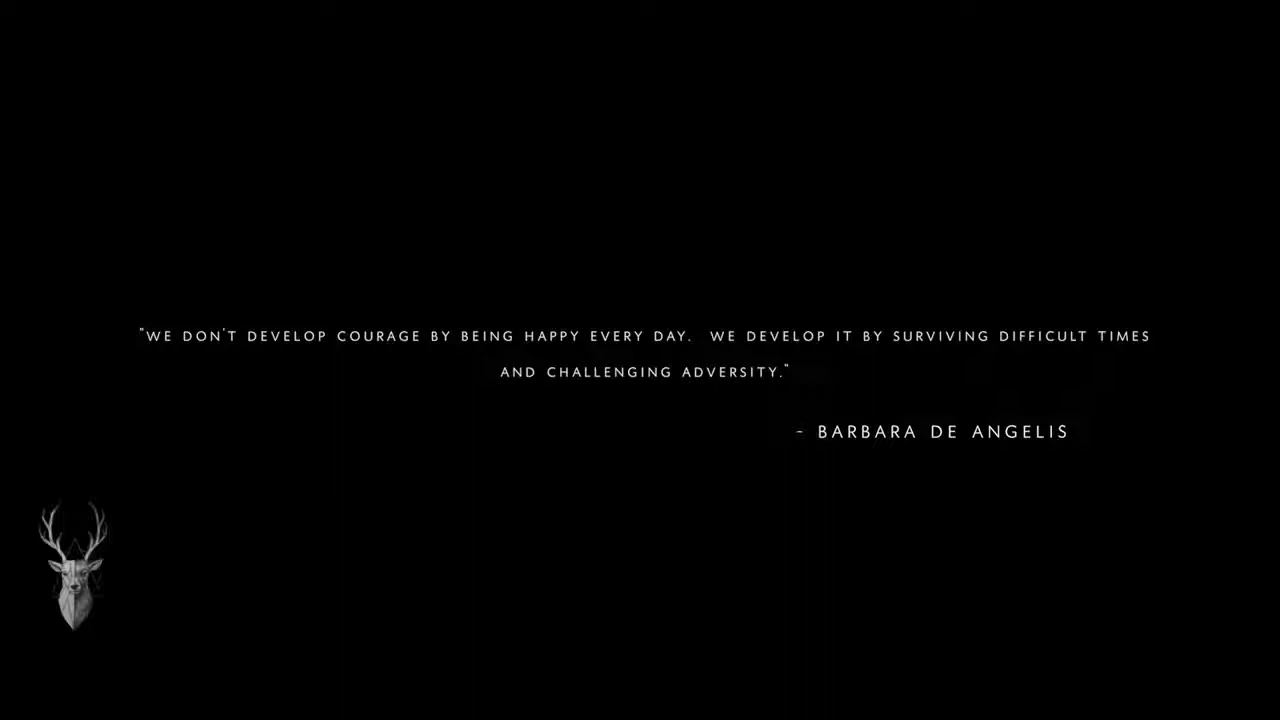 "WE DON'T DEVELOP COURAGE BY BEING HAPPY EVERY DAY.  WE DEVELOP IT BY SURVIVING DIFFICULT TIMES
AND CHALLENGING ADVERSITY."
- BARBARA DE ANGELIS